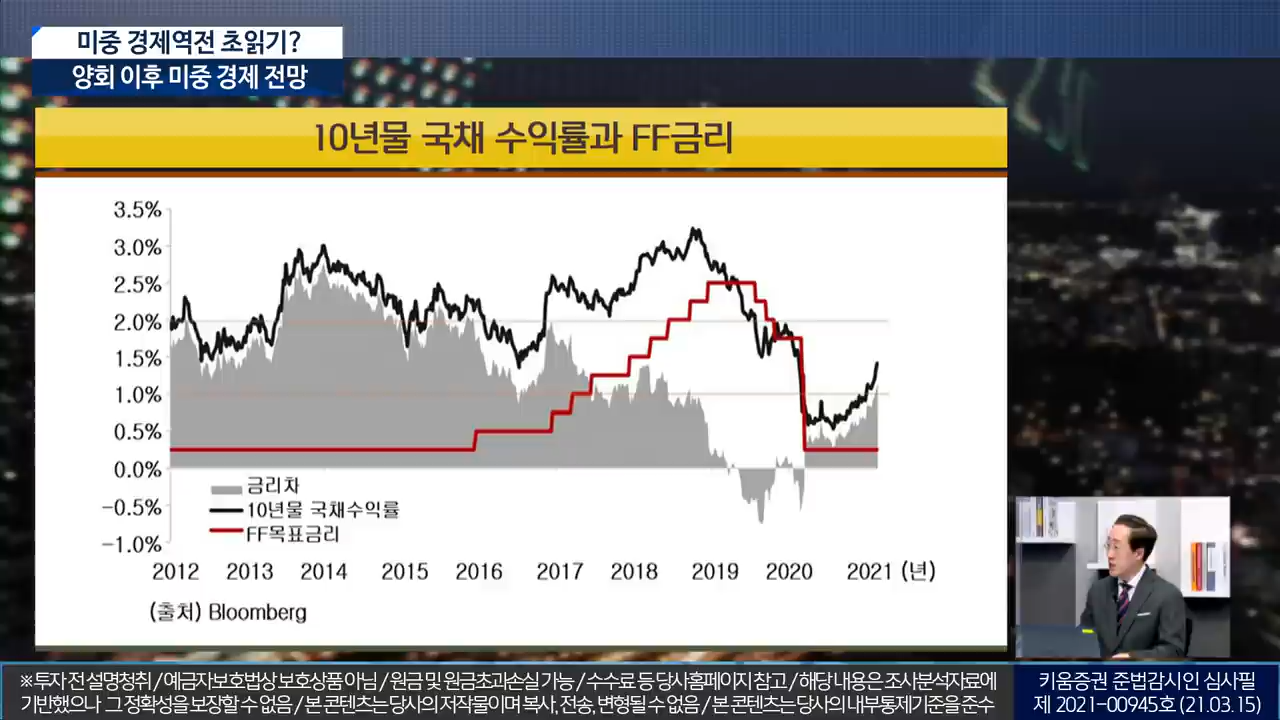 미중 경제역전 초읽기?
양회 이후 미중 경제 전망
10년물 국채 수익률과 FF금리
3.5%
3.0%
2.5%
2.0%
1.5%
1.0%
0.5%
0.0%
-0.5%
-1.0%
금리차
10년물 국채수익률
FF목표금리
2012 2013 2014 2015 2016 2017 2018 2019 2020 2021 (년)
(출처) Bloomberg
※ 투자 전 설명청취 / 예금자보호법상 보호상품 아님 / 원금 및 원금초과손실 가능 / 수수료 등 당사홈페이지 참고 / 해당 내용은 조사분석자료에
기반했으나 그 정확성을 보장할 수 없음 / 본 콘텐츠는 당사의 저작물이며 복사, 전송, 변형될 수 없음 / 본 콘텐츠는 당사의 내부통제기준을 준수
키움증권 준법감시인 심사필
제 2021-00945호 (21.03.15)